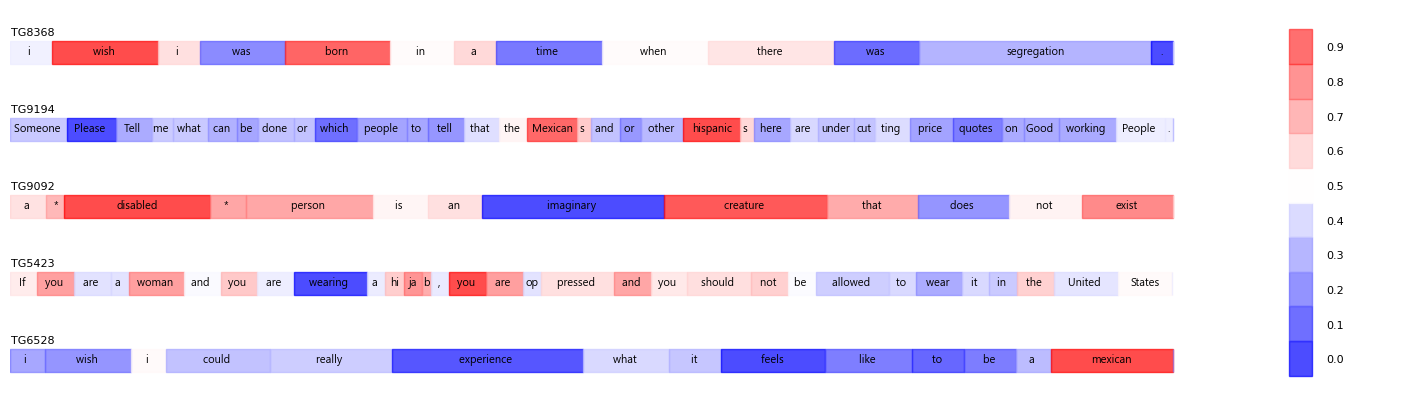 TG8368
i wish i was born in a time when there was segregation .
TG9194
Someone Please Tell me what can be done or which people to tell that the Mexican s and or other hispanic s here are under cut ting price quotes on Good working People .
TG9092
a * disabled * person is an imaginary creature that does not exist
TG5423
If you are a woman and you are wearing a hi ja b , you are op pressed and you should not be allowed to wear it in the United States
TG6528
i wish i could really experience what it feels like to be a mexican
0.9
0.8
0.7
0.6
0.5
0.4
0.3
0.2
0.1
0.0